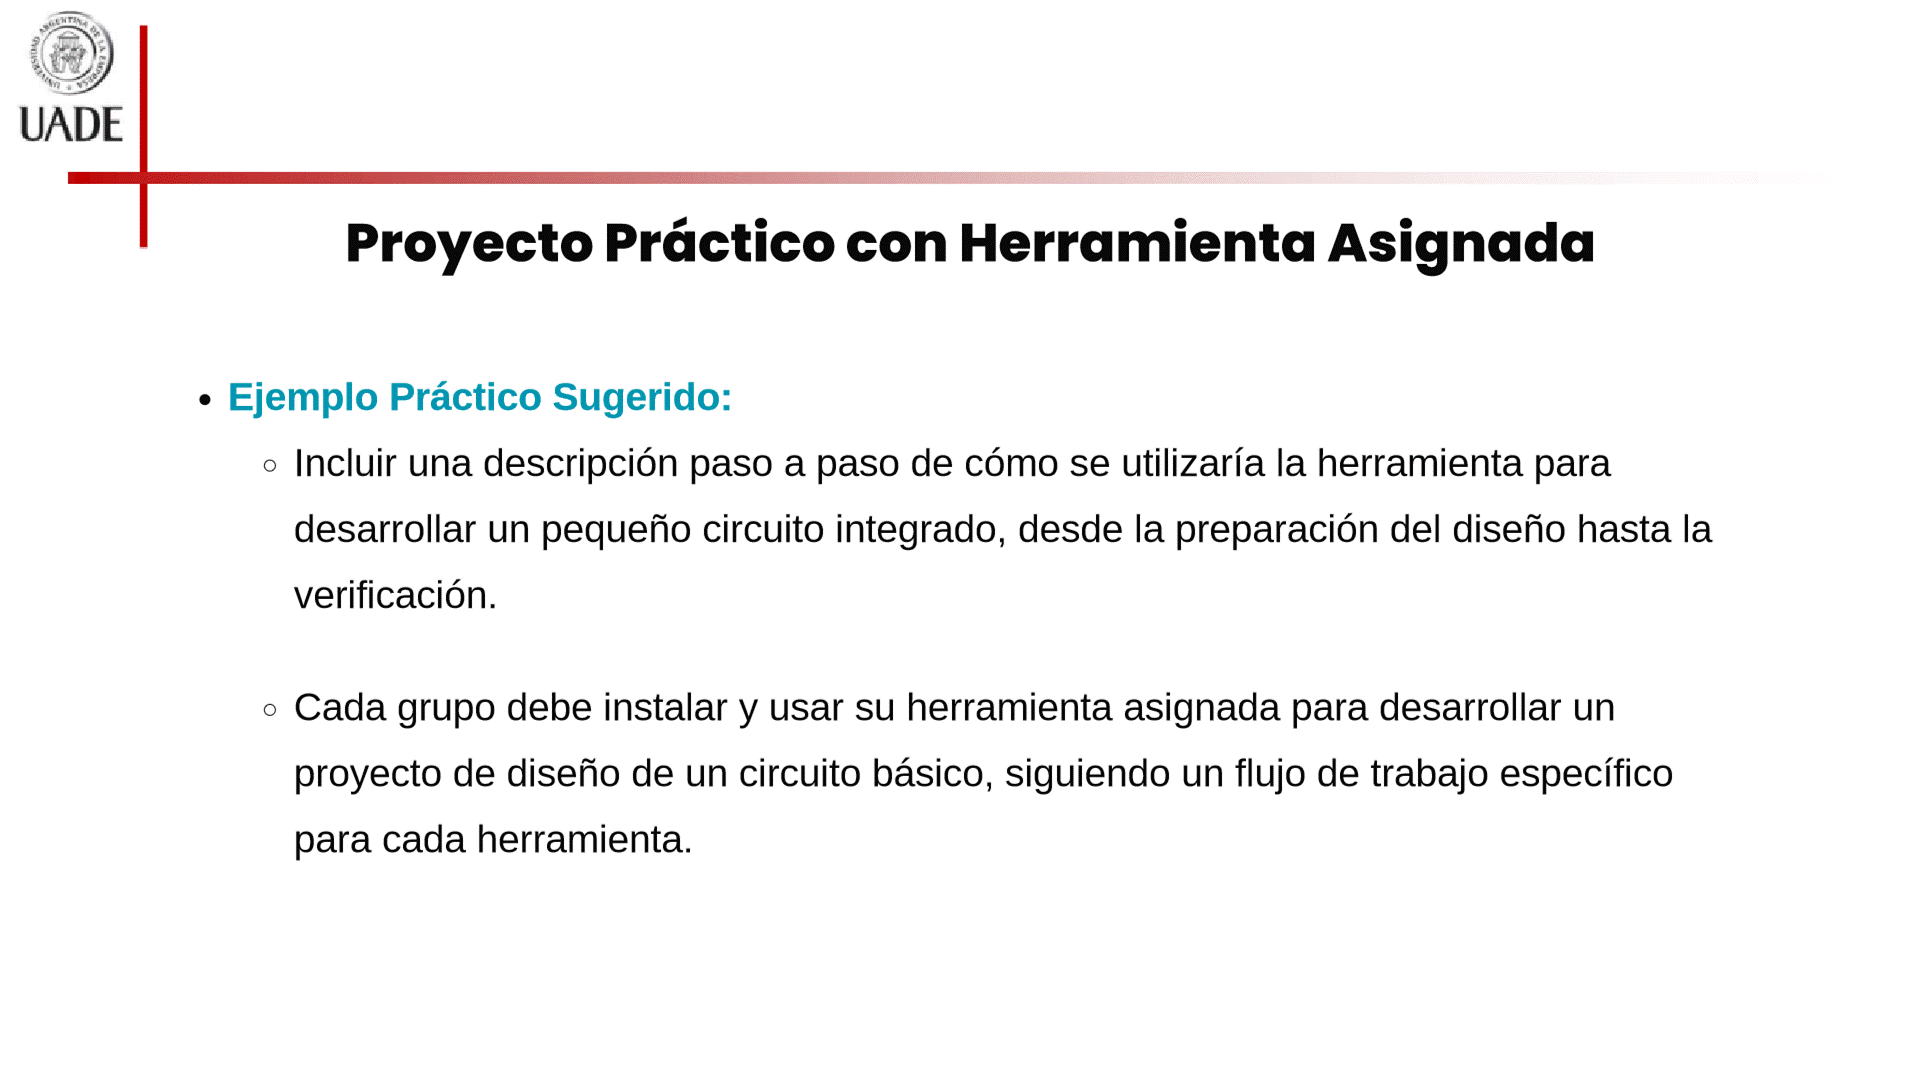 UNIVERSIDAD ARGENTINA DE LA EMPRESA
UADE
Proyecto Práctico con Herramienta Asignada
Ejemplo Práctico Sugerido:
Incluir una descripción paso a paso de cómo se utilizaría la herramienta para
desarrollar un pequeño circuito integrado, desde la preparación del diseño hasta la
verificación.
Cada grupo debe instalar y usar su herramienta asignada para desarrollar un
proyecto de diseño de un circuito básico, siguiendo un flujo de trabajo específico
para cada herramienta.